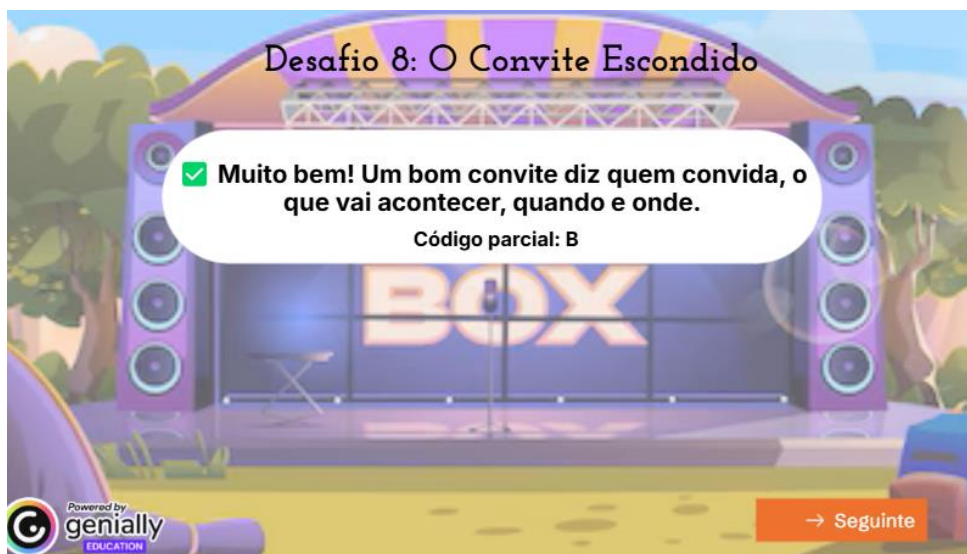 Desafio 8: O Convite Escondido
✅ Muito bem! Um bom convite diz quem convida, o
que vai acontecer, quando e onde.
Código parcial: B
BOX
Powered by
genially
EDUCATION
→ Seguinte